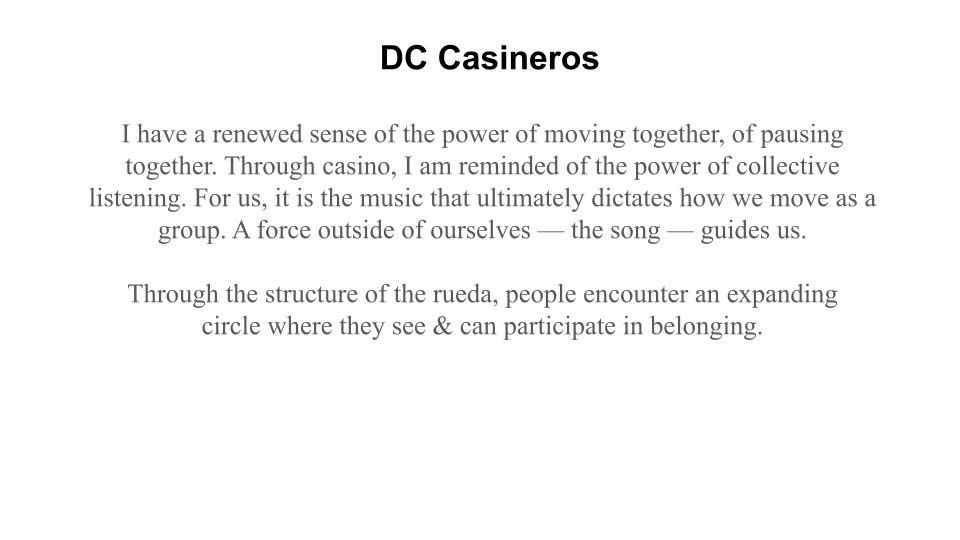 DC Casineros
I have a renewed sense of the power of moving together, of pausing
together. Through casino, I am reminded of the power of collective
listening. For us, it is the music that ultimately dictates how we move as a
group. A force outside of ourselves — the song — guides us.
Through the structure of the rueda, people encounter an expanding
circle where they see & can participate in belonging.